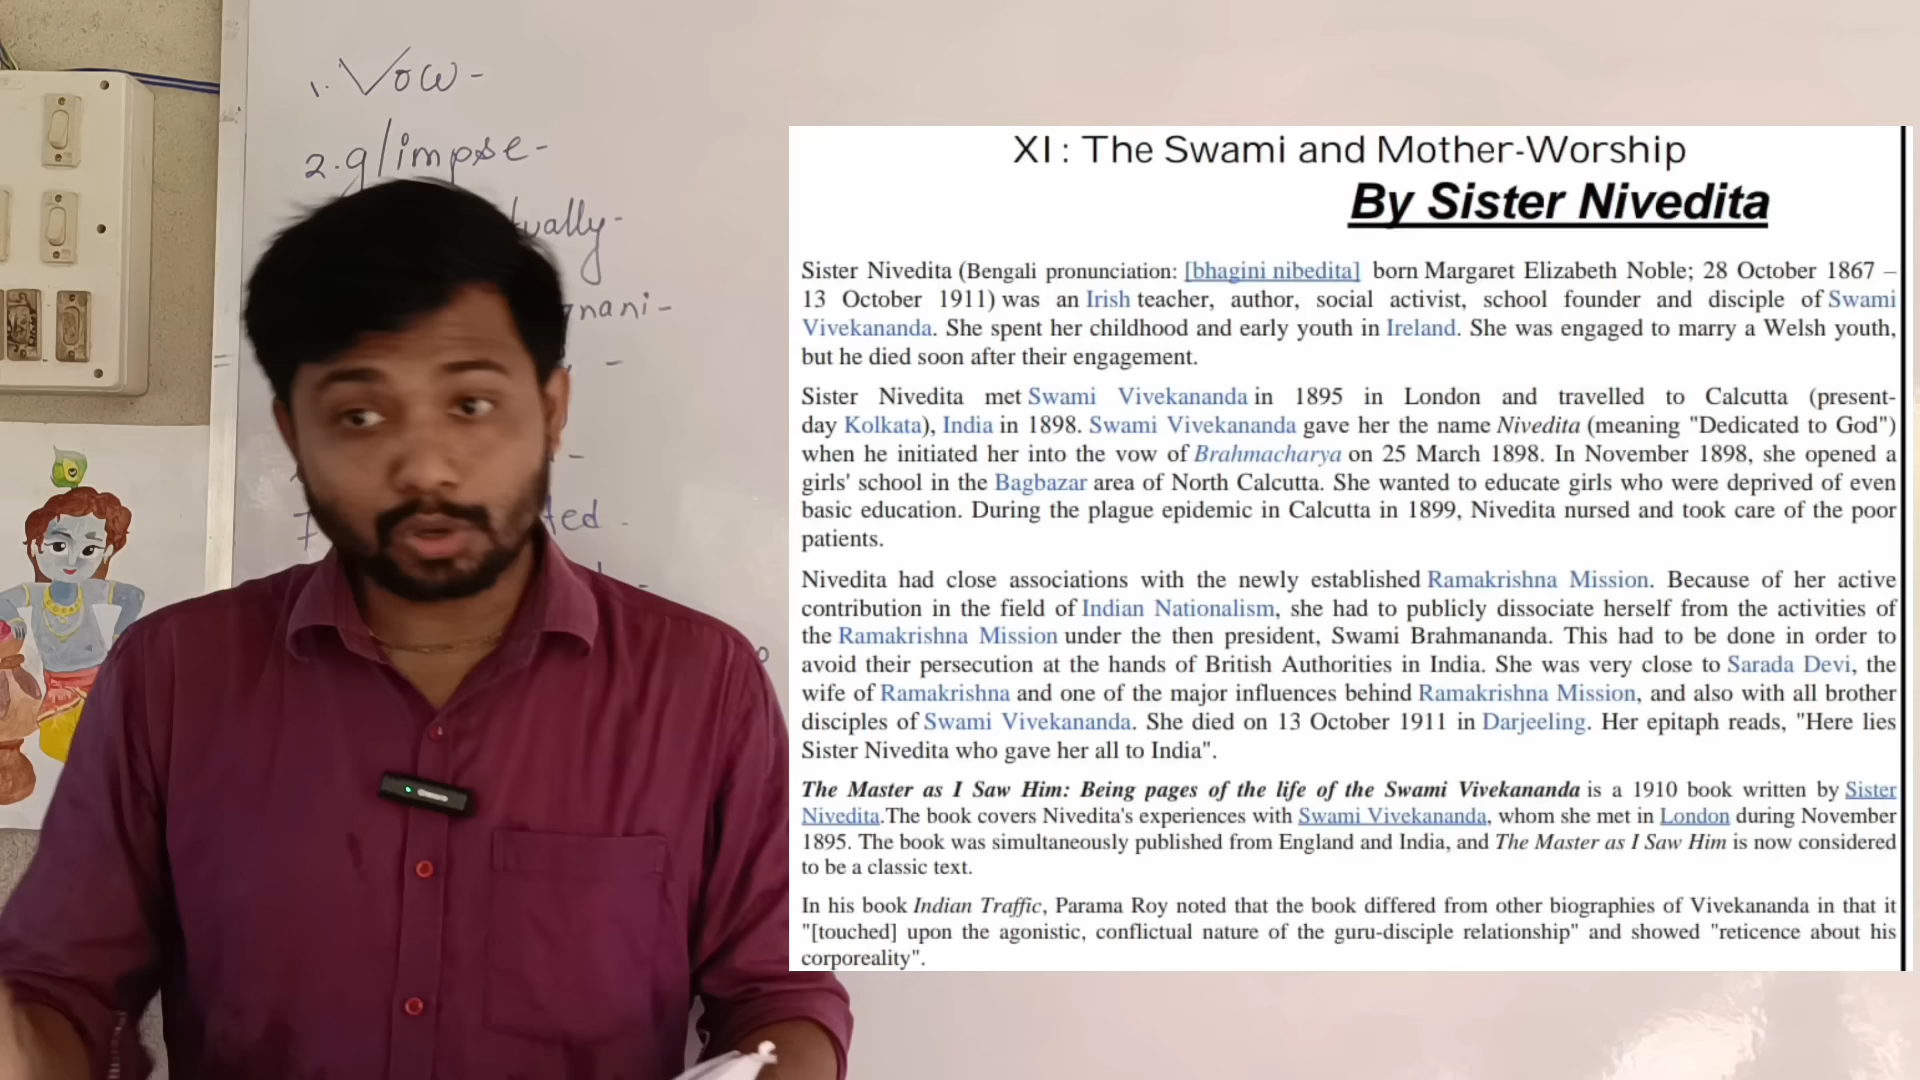 1. Vow-
2. glimpse-
XI : The Swami and Mother-Worship
By Sister Nivedita
Sister Nivedita (Bengali pronunciation: [bhagini nibedita] born Margaret Elizabeth Noble; 28 October 1867 –
13 October 1911) was an Irish teacher, author, social activist, school founder and disciple of Swami
Vivekananda. She spent her childhood and early youth in Ireland. She was engaged to marry a Welsh youth,
but he died soon after their engagement.
Sister Nivedita met Swami Vivekananda in 1895 in London and travelled to Calcutta (present-
day Kolkata), India in 1898. Swami Vivekananda gave her the name Nivedita (meaning "Dedicated to God")
when he initiated her into the vow of Brahmacharya on 25 March 1898. In November 1898, she opened a
girls' school in the Bagbazar area of North Calcutta. She wanted to educate girls who were deprived of even
basic education. During the plague epidemic in Calcutta in 1899, Nivedita nursed and took care of the poor
patients.
Nivedita had close associations with the newly established Ramakrishna Mission. Because of her active
contribution in the field of Indian Nationalism, she had to publicly dissociate herself from the activities of
the Ramakrishna Mission under the then president, Swami Brahmananda. This had to be done in order to
avoid their persecution at the hands of British Authorities in India. She was very close to Sarada Devi, the
wife of Ramakrishna and one of the major influences behind Ramakrishna Mission, and also with all brother
disciples of Swami Vivekananda. She died on 13 October 1911 in Darjeeling. Her epitaph reads, "Here lies
Sister Nivedita who gave her all to India".
The Master as I Saw Him: Being pages of the life of the Swami Vivekananda is a 1910 book written by Sister
Nivedita.The book covers Nivedita's experiences with Swami Vivekananda, whom she met in London during November
1895. The book was simultaneously published from England and India, and The Master as I Saw Him is now considered
to be a classic text.
In his book Indian Traffic, Parama Roy noted that the book differed from other biographies of Vivekananda in that it
"[touched] upon the agonistic, conflictual nature of the guru-disciple relationship" and showed "reticence about his
corporeality".